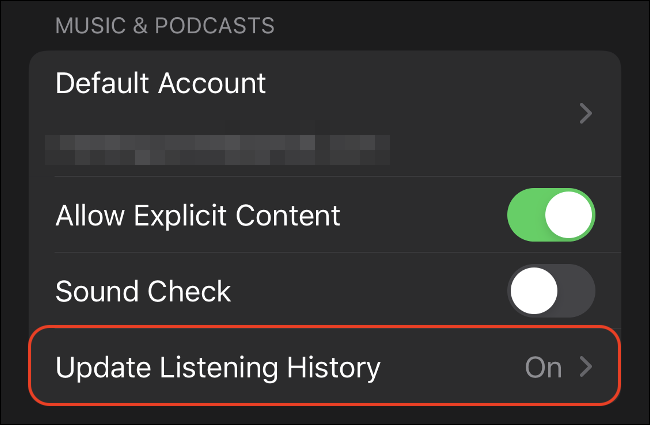 MUSIC & PODCASTS
Default Account
Allow Explicit Content
Sound Check
Update Listening History On